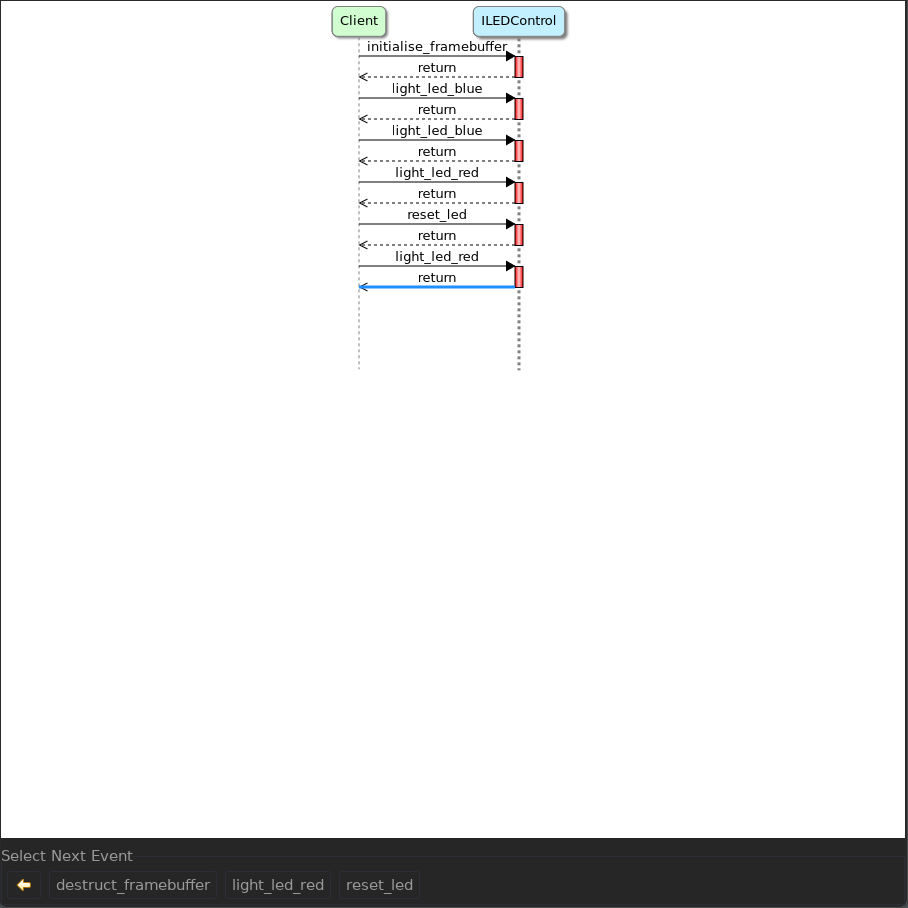 Client ILEDControl
initialise_framebuffer
return
light_led_blue
return
light_led_blue
return
light_led_red
return
reset_led
return
light_led_red
return
Select Next Event
destruct_framebuffer light_led_red reset_led